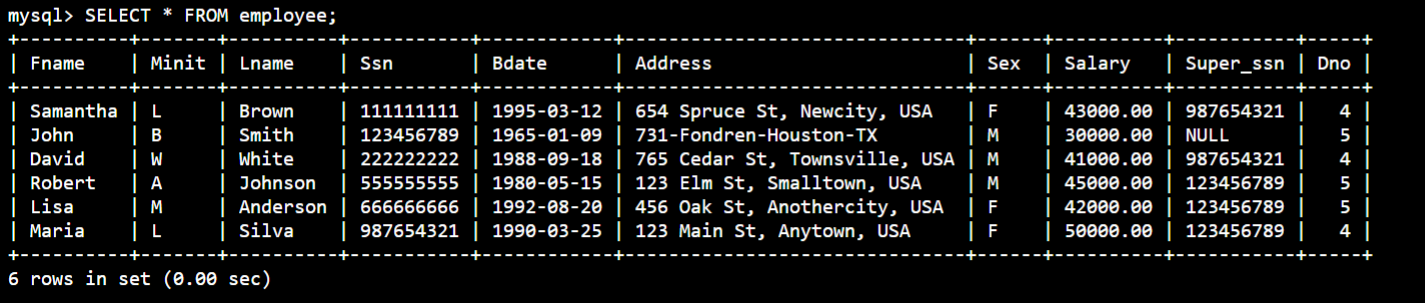 mysql> SELECT * FROM employee;
+-----------+-------+----------+-----------+------------+-------------------------------+------+----------+-----------+-----+
| Fname    | Minit | Lname    | Ssn       | Bdate      | Address                       | Sex  | Salary   | Super_ssn | Dno |
+-----------+-------+----------+-----------+------------+-------------------------------+------+----------+-----------+-----+
| Samantha | L     | Brown    | 111111111 | 1995-03-12 | 654 Spruce St, Newcity, USA   | F    | 43000.00 | 987654321 |   4 |
| John     | B     | Smith    | 123456789 | 1965-01-09 | 731-Fondren-Houston-TX        | M    | 30000.00 | NULL      |   5 |
| David    | W     | White    | 222222222 | 1988-09-18 | 765 Cedar St, Townsville, USA | M    | 41000.00 | 987654321 |   4 |
| Robert   | A     | Johnson  | 555555555 | 1980-05-15 | 123 Elm St, Smalltown, USA    | M    | 45000.00 | 123456789 |   5 |
| Lisa     | M     | Anderson | 666666666 | 1992-08-20 | 456 Oak St, Anothercity, USA  | F    | 42000.00 | 123456789 |   5 |
| Maria    | L     | Silva    | 987654321 | 1990-03-25 | 123 Main St, Anytown, USA     | F    | 50000.00 | 123456789 |   4 |
+-----------+-------+----------+-----------+------------+-------------------------------+------+----------+-----------+-----+
6 rows in set (0.00 sec)